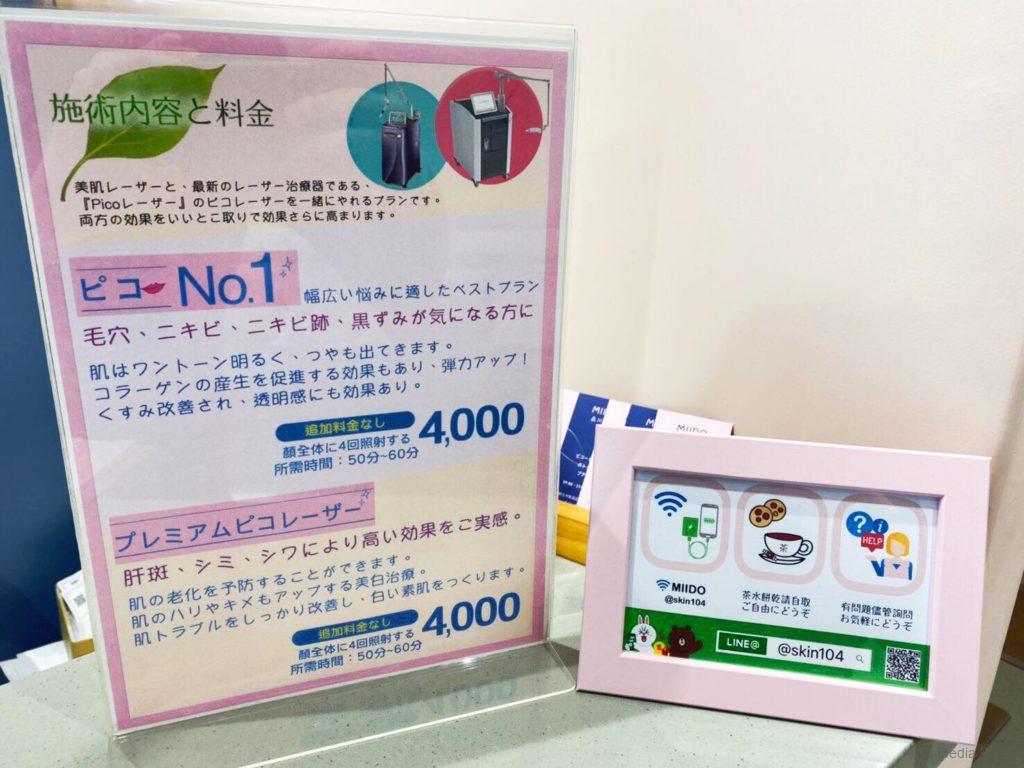 施術内容と料金
美肌レーザーと、最新のレーザー治療器である、
『Picoレーザー』のピコレーザーを一緒にやれるプランです。
両方の効果をいいとこ取りで効果さらに高まります。
ピコ No.1
幅広い悩みに適したベストプラン
毛穴、ニキビ、ニキビ跡、黒ずみが気になる方に
肌はワントーン明るく、つやも出てきます。
コラーゲンの産生を促進する効果もあり、弾力アップ！
くすみ改善され、透明感にも効果あり。
追加料金なし
顔全体に4回照射する
所需時間：50分~60分
4,000
プレミアムピコレーザー
肝斑、シミ、シワにより高い効果をご実感。
肌の老化を予防することができます。
肌のハリやキメもアップする美白治療。
肌トラブルをしっかり改善し、白い素肌をつくります。
追加料金なし
顔全体に4回照射する
所需時間：50分~60分
4,000
MIIDO
茶
HELP
MIIDO
@skin104
茶水餅乾請自取
ご自由にどうぞ
有問題儘管詢問
お気軽にどうぞ
LINE@
@skin104